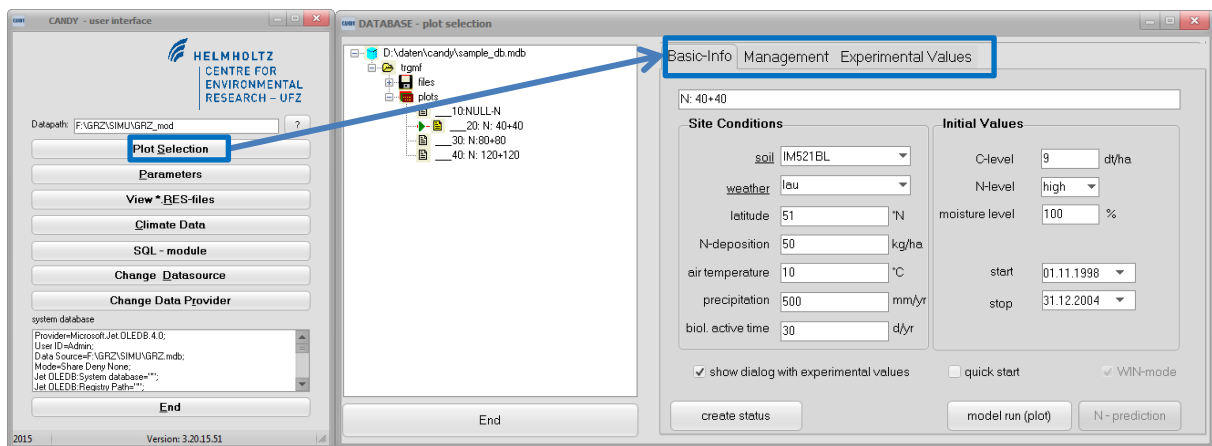 CANDY - user interface
HELMHOLTZ
CENTRE FOR
ENVIRONMENTAL
RESEARCH – UFZ
Datapath: F:\GRZ\SIMU\GRZ_mod ?
Plot Selection
Parameters
View *.RES-files
Climate Data
SQL - module
Change Datasource
Change Data Provider
system database
Provider=Microsoft.Jet.OLEDB.4.0;
User ID=Admin;
Data Source=F:\GRZ\SIMU\GRZ.mdb;
Mode=Share Deny None;
Jet OLEDB:System database="";
Jet OLEDB:Registry Path="";
End
2015 Version: 3.20.15.51
DATABASE - plot selection
D:\daten\candy\sample_db.mdb
trgmf
files
plots
___10:NULL-N
___20: N: 40+40
___30: N:80+80
___40: N: 120+120
End
Basic-Info Management Experimental Values
N: 40+40
Site Conditions
soil IM521BL
weather lau
latitude 51 °N
N-deposition 50 kg/ha
air temperature 10 °C
precipitation 500 mm/yr
biol. active time 30 d/yr
Initial Values
C-level 9 dt/ha
N-level high
moisture level 100 %
start 01.11.1998
stop 31.12.2004
show dialog with experimental values quick start WIN-mode
create status model run (plot) N - prediction